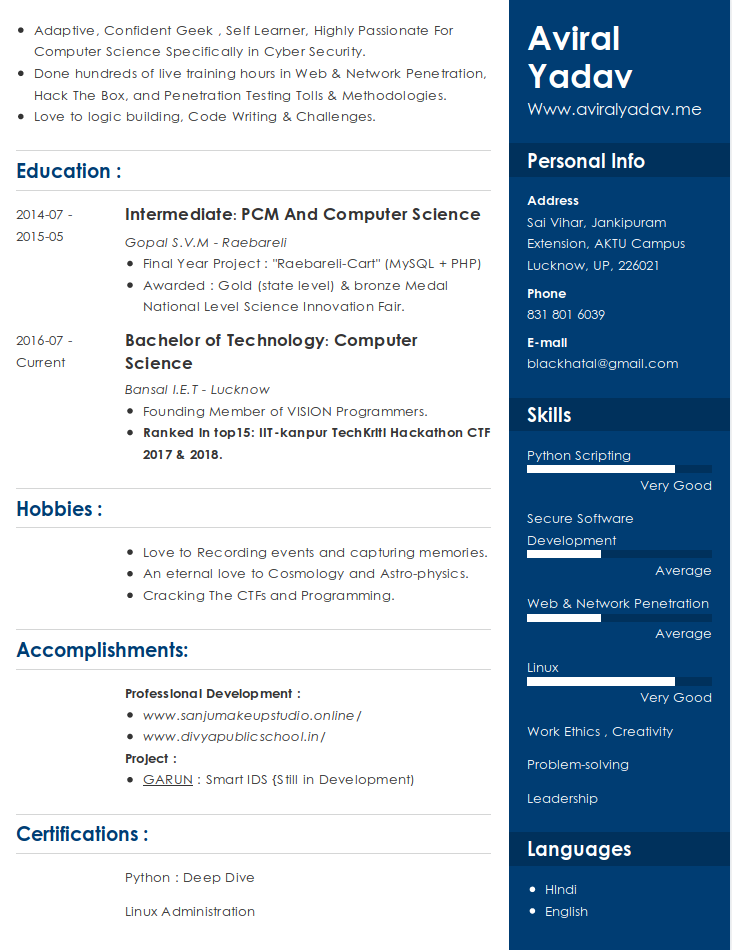 Adaptive, Confident Geek , Self Learner, Highly Passionate For
Computer Science Specifically in Cyber Security.
Done hundreds of live training hours in Web & Network Penetration,
Hack The Box, and Penetration Testing Tolls & Methodologies.
Love to logic building, Code Writing & Challenges.
Education :
2014-07 -
2015-05
Intermediate: PCM And Computer Science
Gopal S.V.M - Raebareli
Final Year Project : "Raebareli-Cart" (MySQL + PHP)
Awarded : Gold (state level) & bronze Medal
National Level Science Innovation Fair.
2016-07 -
Current
Bachelor of Technology: Computer
Science
Bansal I.E.T - Lucknow
Founding Member of VISION Programmers.
Ranked in top15: IIT-kanpur TechKriti Hackathon CTF
2017 & 2018.
Hobbies :
Love to Recording events and capturing memories.
An eternal love to Cosmology and Astro-physics.
Cracking The CTFs and Programming.
Accomplishments:
Professional Development :
www.sanjumakeupstudio.online/
www.divyapublicschool.in/
Project :
GARUN : Smart IDS {Still in Development)
Certifications :
Python : Deep Dive
Linux Administration
Aviral
Yadav
Www.aviralyadav.me
Personal Info
Address
Sai Vihar, Jankipuram
Extension, AKTU Campus
Lucknow, UP, 226021
Phone
831 801 6039
E-mail
blackhatal@gmail.com
Skills
Python Scripting
Very Good
Secure Software
Development
Average
Web & Network Penetration
Average
Linux
Very Good
Work Ethics , Creativity
Problem-solving
Leadership
Languages
HIndi
English